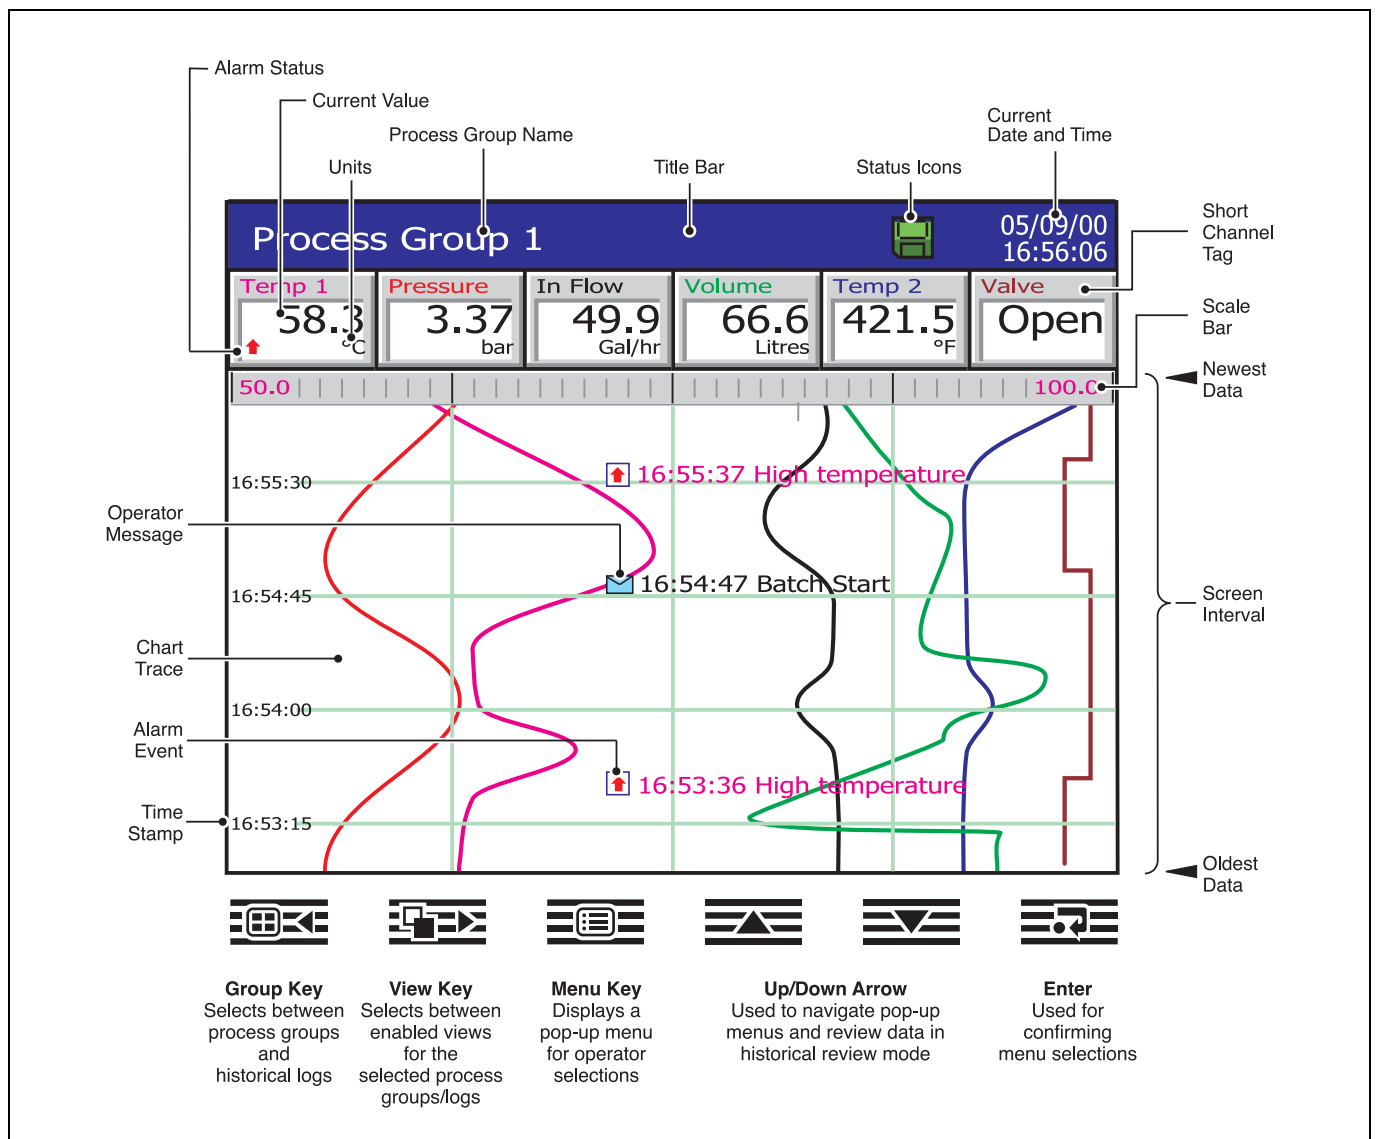 Alarm Status
Current Value
Process Group Name
Units
Title Bar
Status Icons
Current
Date and Time
Short
Channel
Tag
Process Group 1
05/09/00
16:56:06
Temp 1
58.3
°C
Pressure
3.37
bar
In Flow
49.9
Gal/hr
Volume
66.6
Litres
Temp 2
421.5
°F
Valve
Open
Scale
Bar
50.0
100.0
Newest
Data
16:55:37 High temperature
16:55:30
Operator
Message
16:54:47 Batch Start
16:54:45
Screen
Interval
Chart
Trace
16:54:00
Alarm
Event
16:53:36 High temperature
Time
Stamp
16:53:15
Oldest
Data
Group Key
Selects between
process groups
and
historical logs
View Key
Selects between
enabled views
for the
selected process
groups/logs
Menu Key
Displays a
pop-up menu
for operator
selections
Up/Down Arrow
Used to navigate pop-up
menus and review data in
historical review mode
Enter
Used for
confirming
menu selections